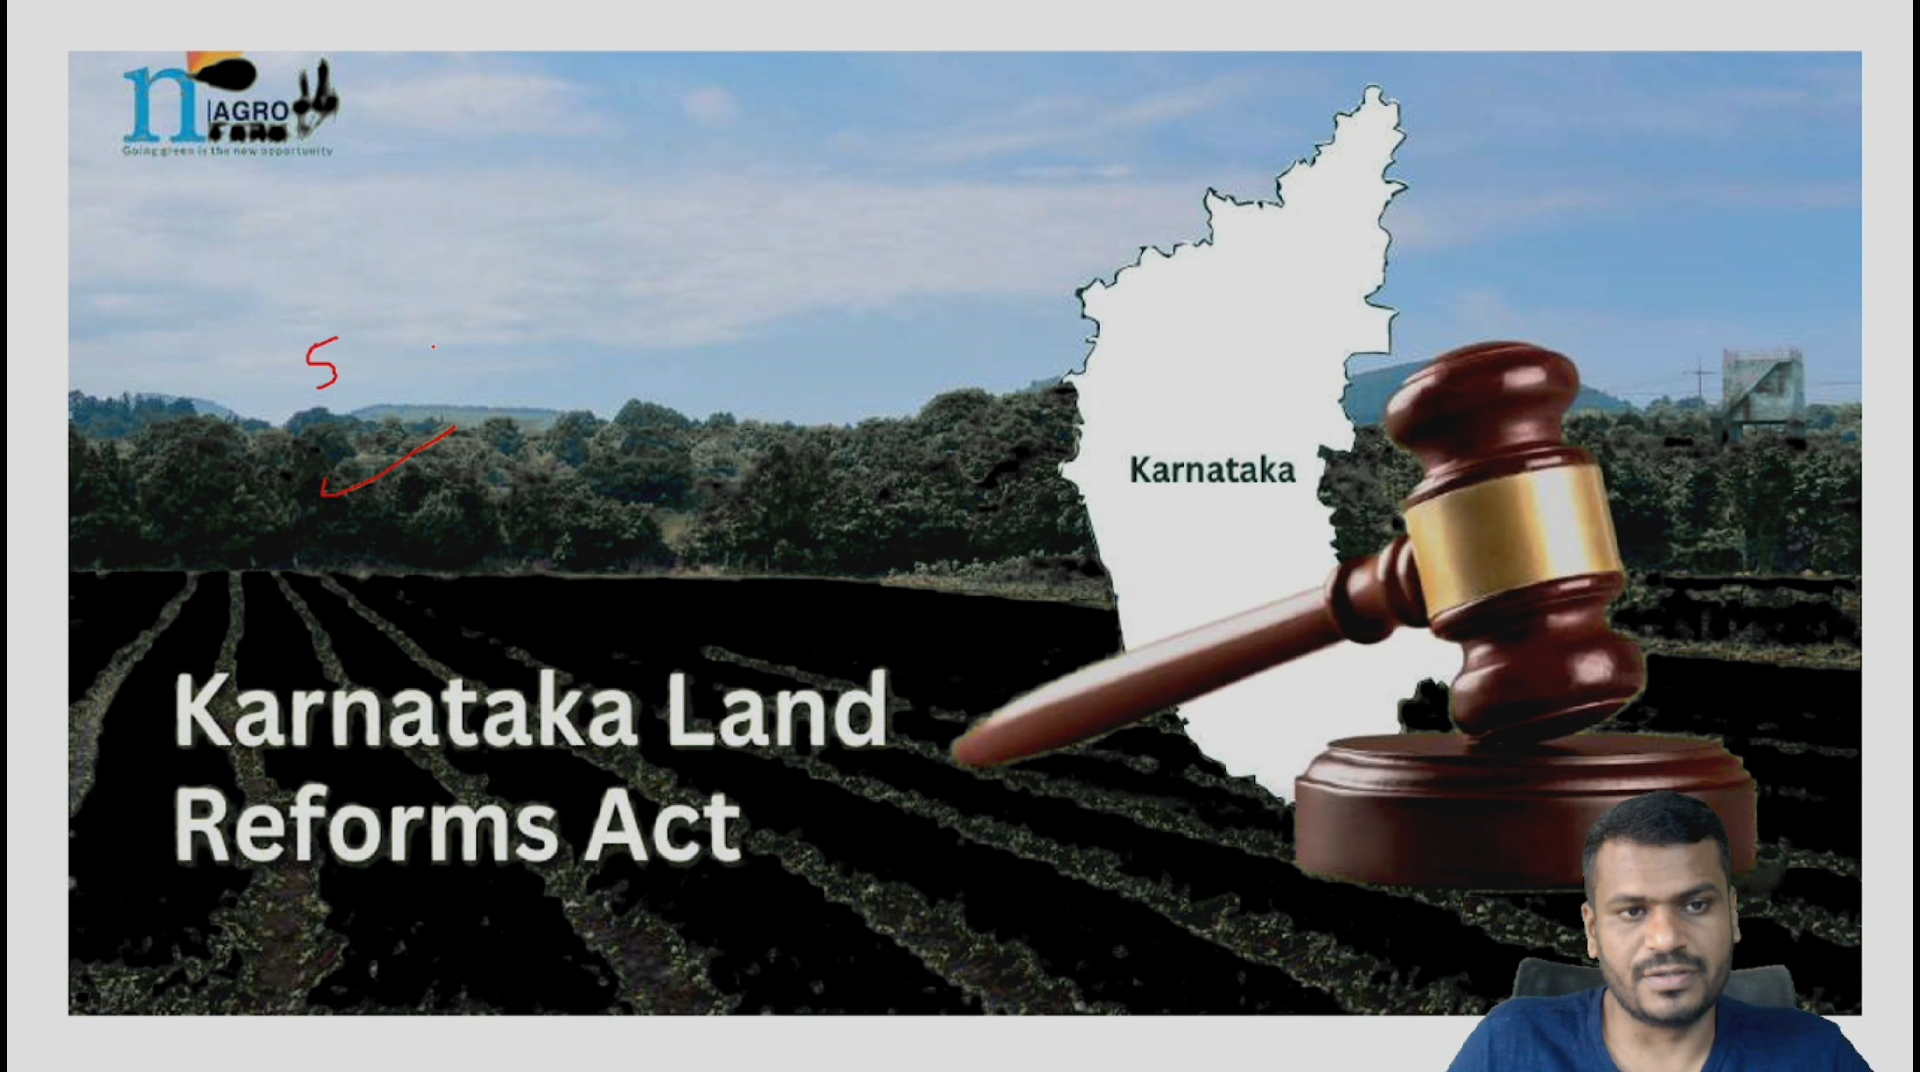 n AGRO
Going green is the new opportunity
5
Karnataka
Karnataka Land
Reforms Act